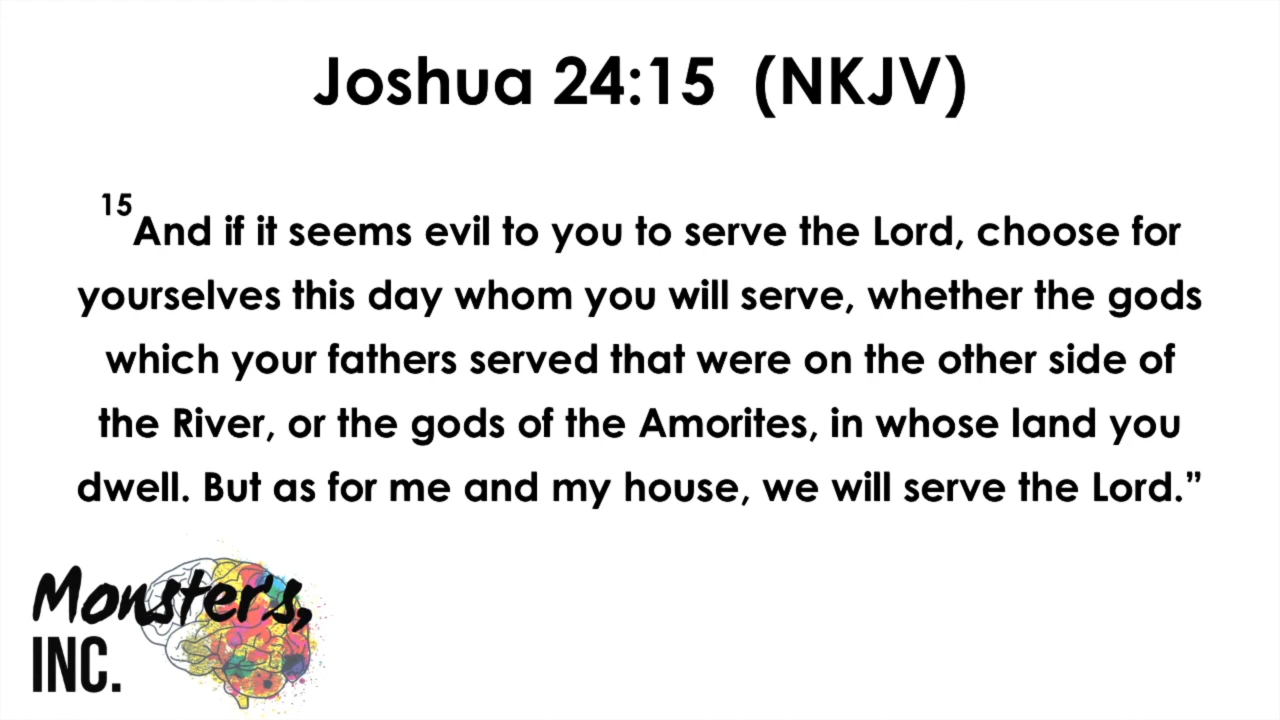 Joshua 24:15  (NKJV)
15And if it seems evil to you to serve the Lord, choose for
yourselves this day whom you will serve, whether the gods
which your fathers served that were on the other side of
the River, or the gods of the Amorites, in whose land you
dwell. But as for me and my house, we will serve the Lord.”
Monster's,
INC.